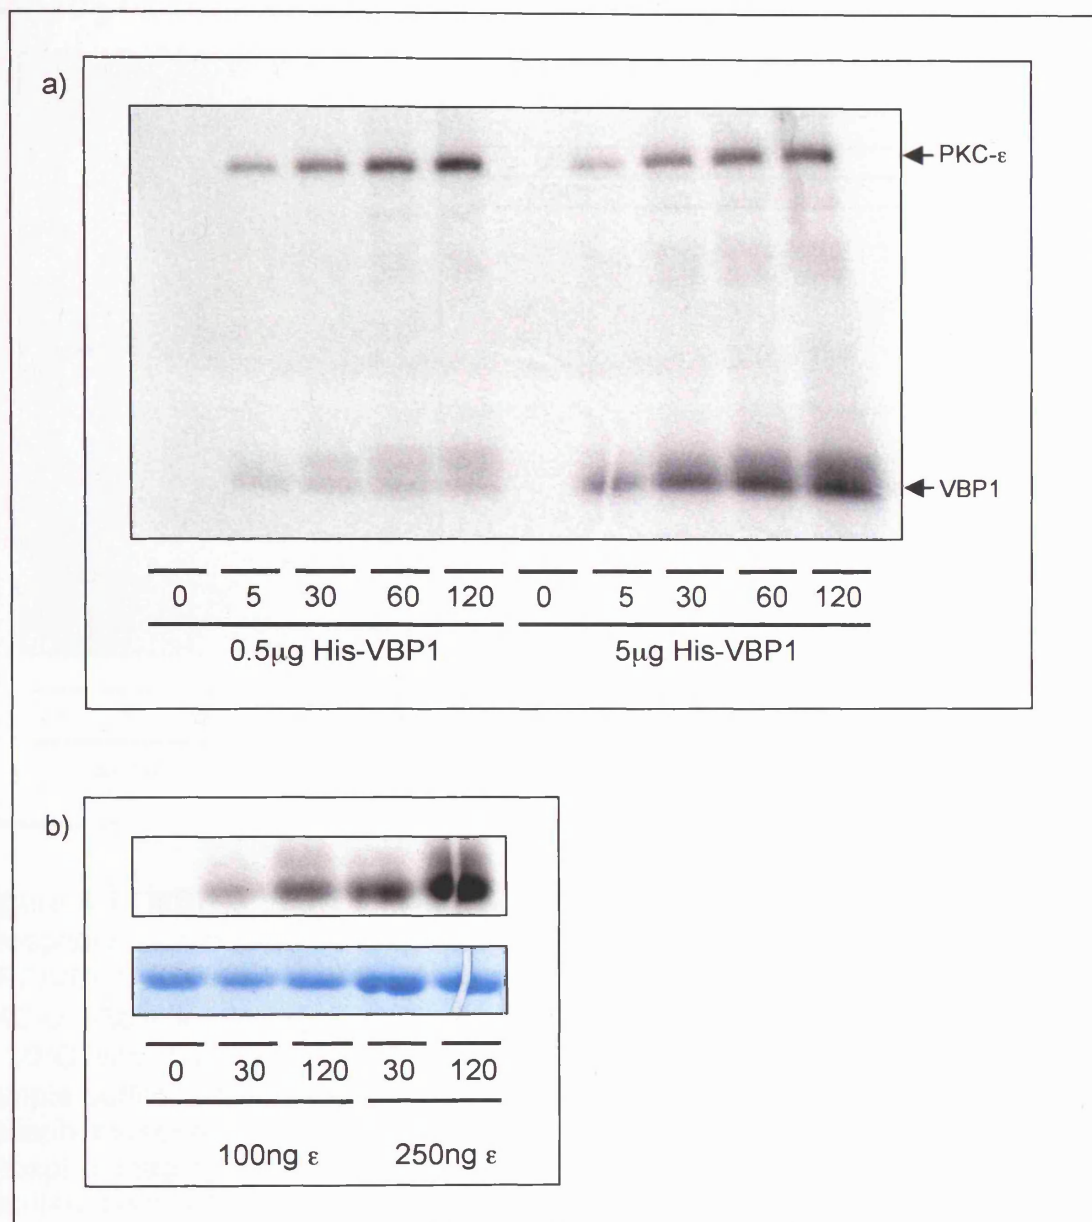 a)
PKC-ε
VBP1
0 5 30 60 120 0 5 30 60 120
0.5μg His-VBP1 5μg His-VBP1
b)
0 30 120 30 120
100ng ε 250ng ε